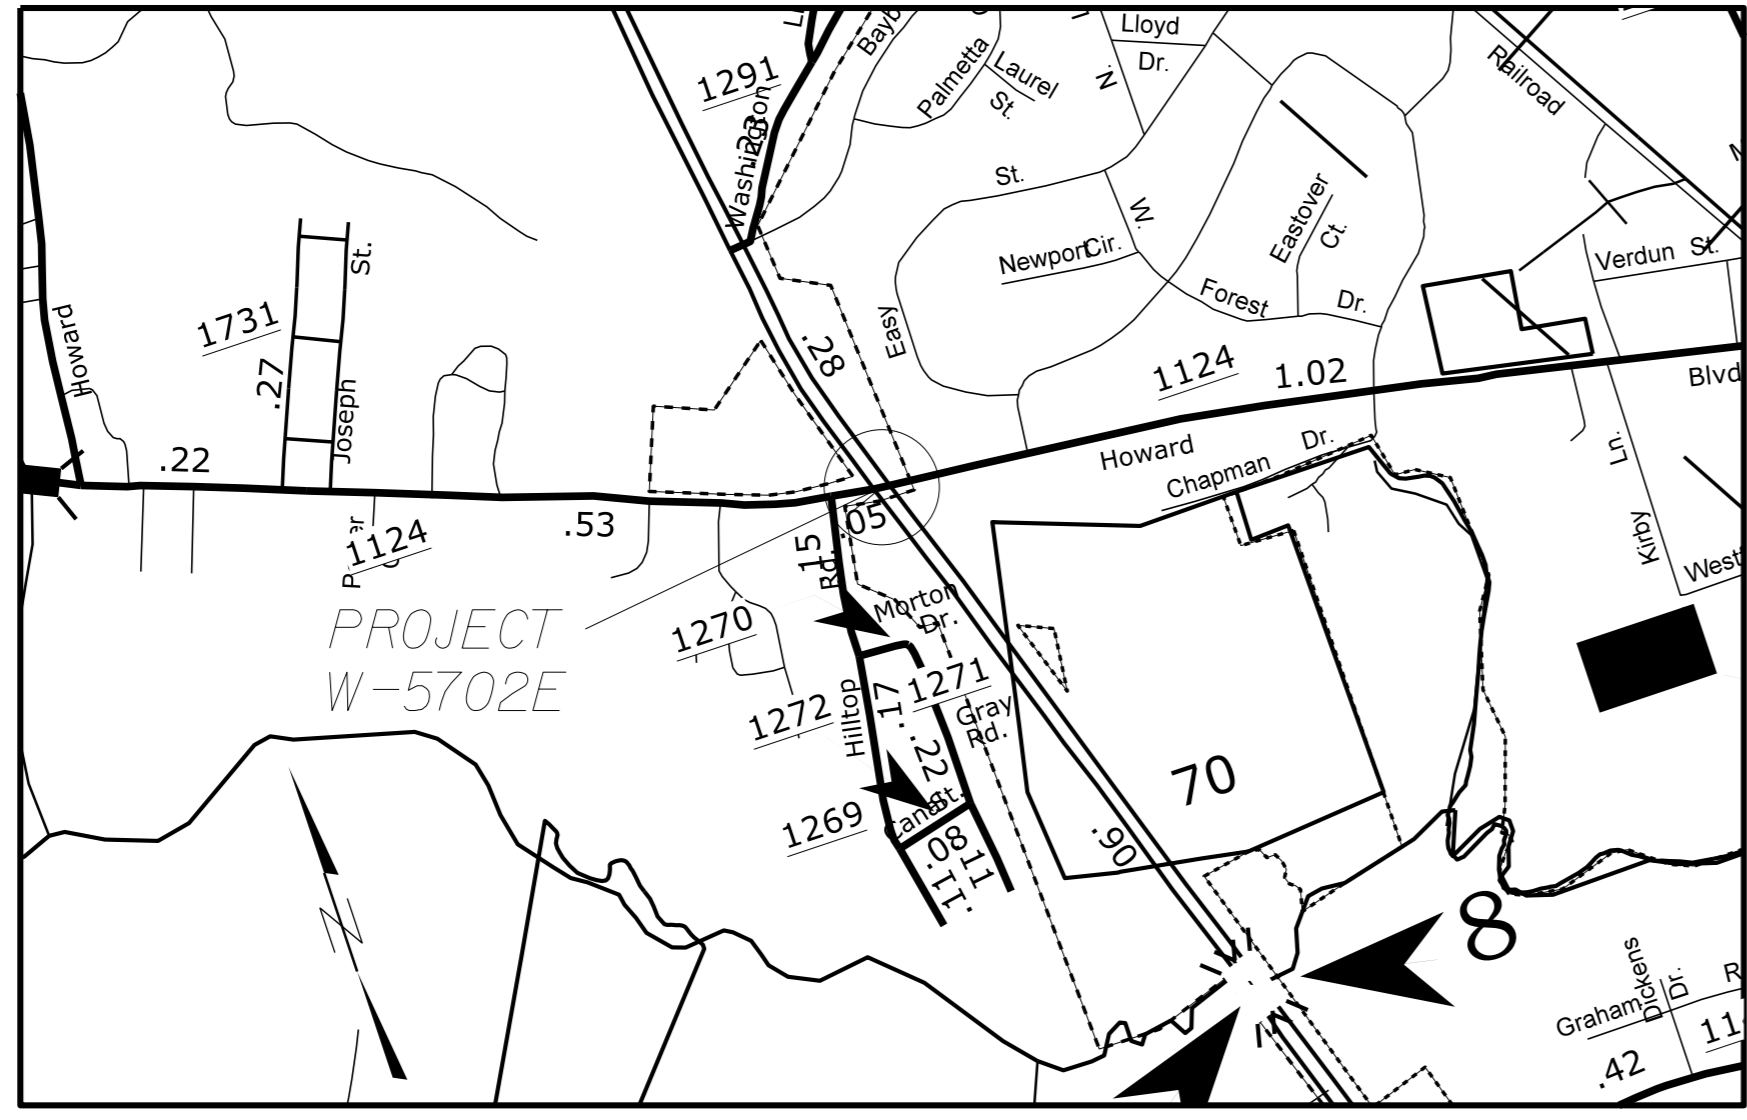 Lloyd
Dr.
Palmetta
Laurel
St.
N.
Railroad
1291
Washington
.23
St.
W.
Eastover
Ct.
Newport
Cir.
Verdun St.
Forest
Dr.
Howard
1731
St.
.27
Joseph
.28
Easy
1124
1.02
Blvd
.22
Howard
Chapman
Dr.
Ln.
Kirby
West
1124
.53
.05
.15
Rd.
PROJECT
W-5702E
1270
Morton
Dr.
1271
1272
Hilltop
.17
Gray
Rd.
.22
1269
Canal
St.
.08
.11
.11
70
.90
8
N
Dickens
Dr.
Graham
.42